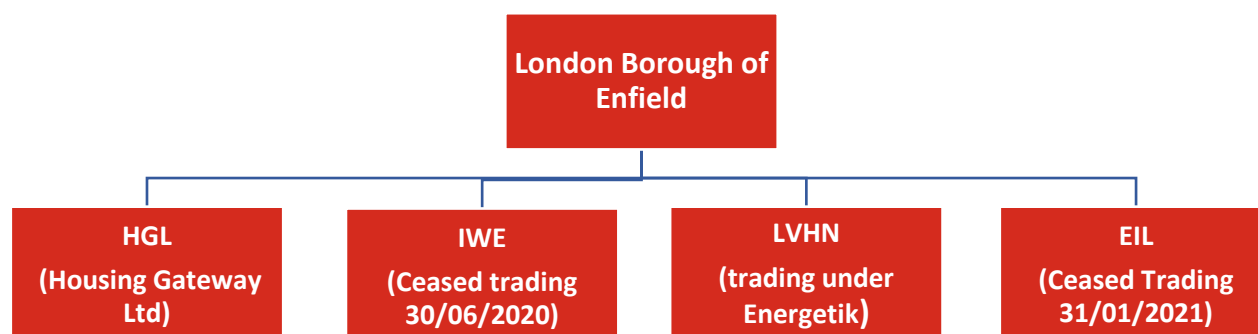 London Borough of
Enfield
HGL
(Housing Gateway
Ltd)
IWE
(Ceased trading
30/06/2020)
LVHN
(trading under
Energetik)
EIL
(Ceased Trading
31/01/2021)